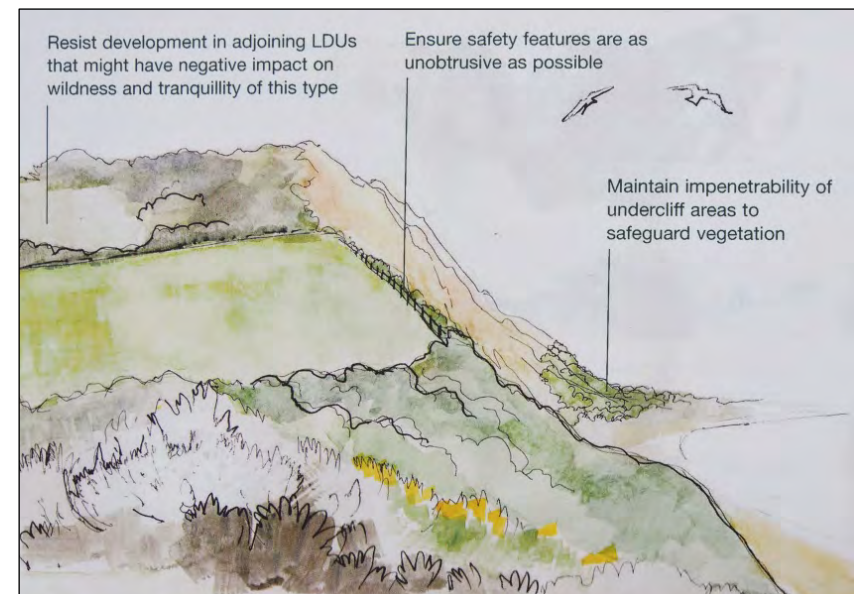 Resist development in adjoining LDUs
that might have negative impact on
wildness and tranquillity of this type
Ensure safety features are as
unobtrusive as possible
Maintain impenetrability of
undercliff areas to
safeguard vegetation